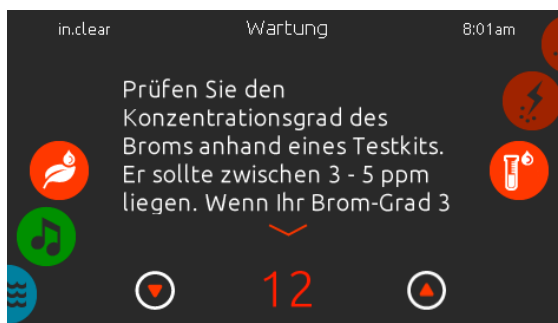 in.clear Wartung 8:01am
Prüfen Sie den
Konzentrationsgrad des
Broms anhand eines Testkits.
Er sollte zwischen 3 - 5 ppm
liegen. Wenn Ihr Brom-Grad 3
12